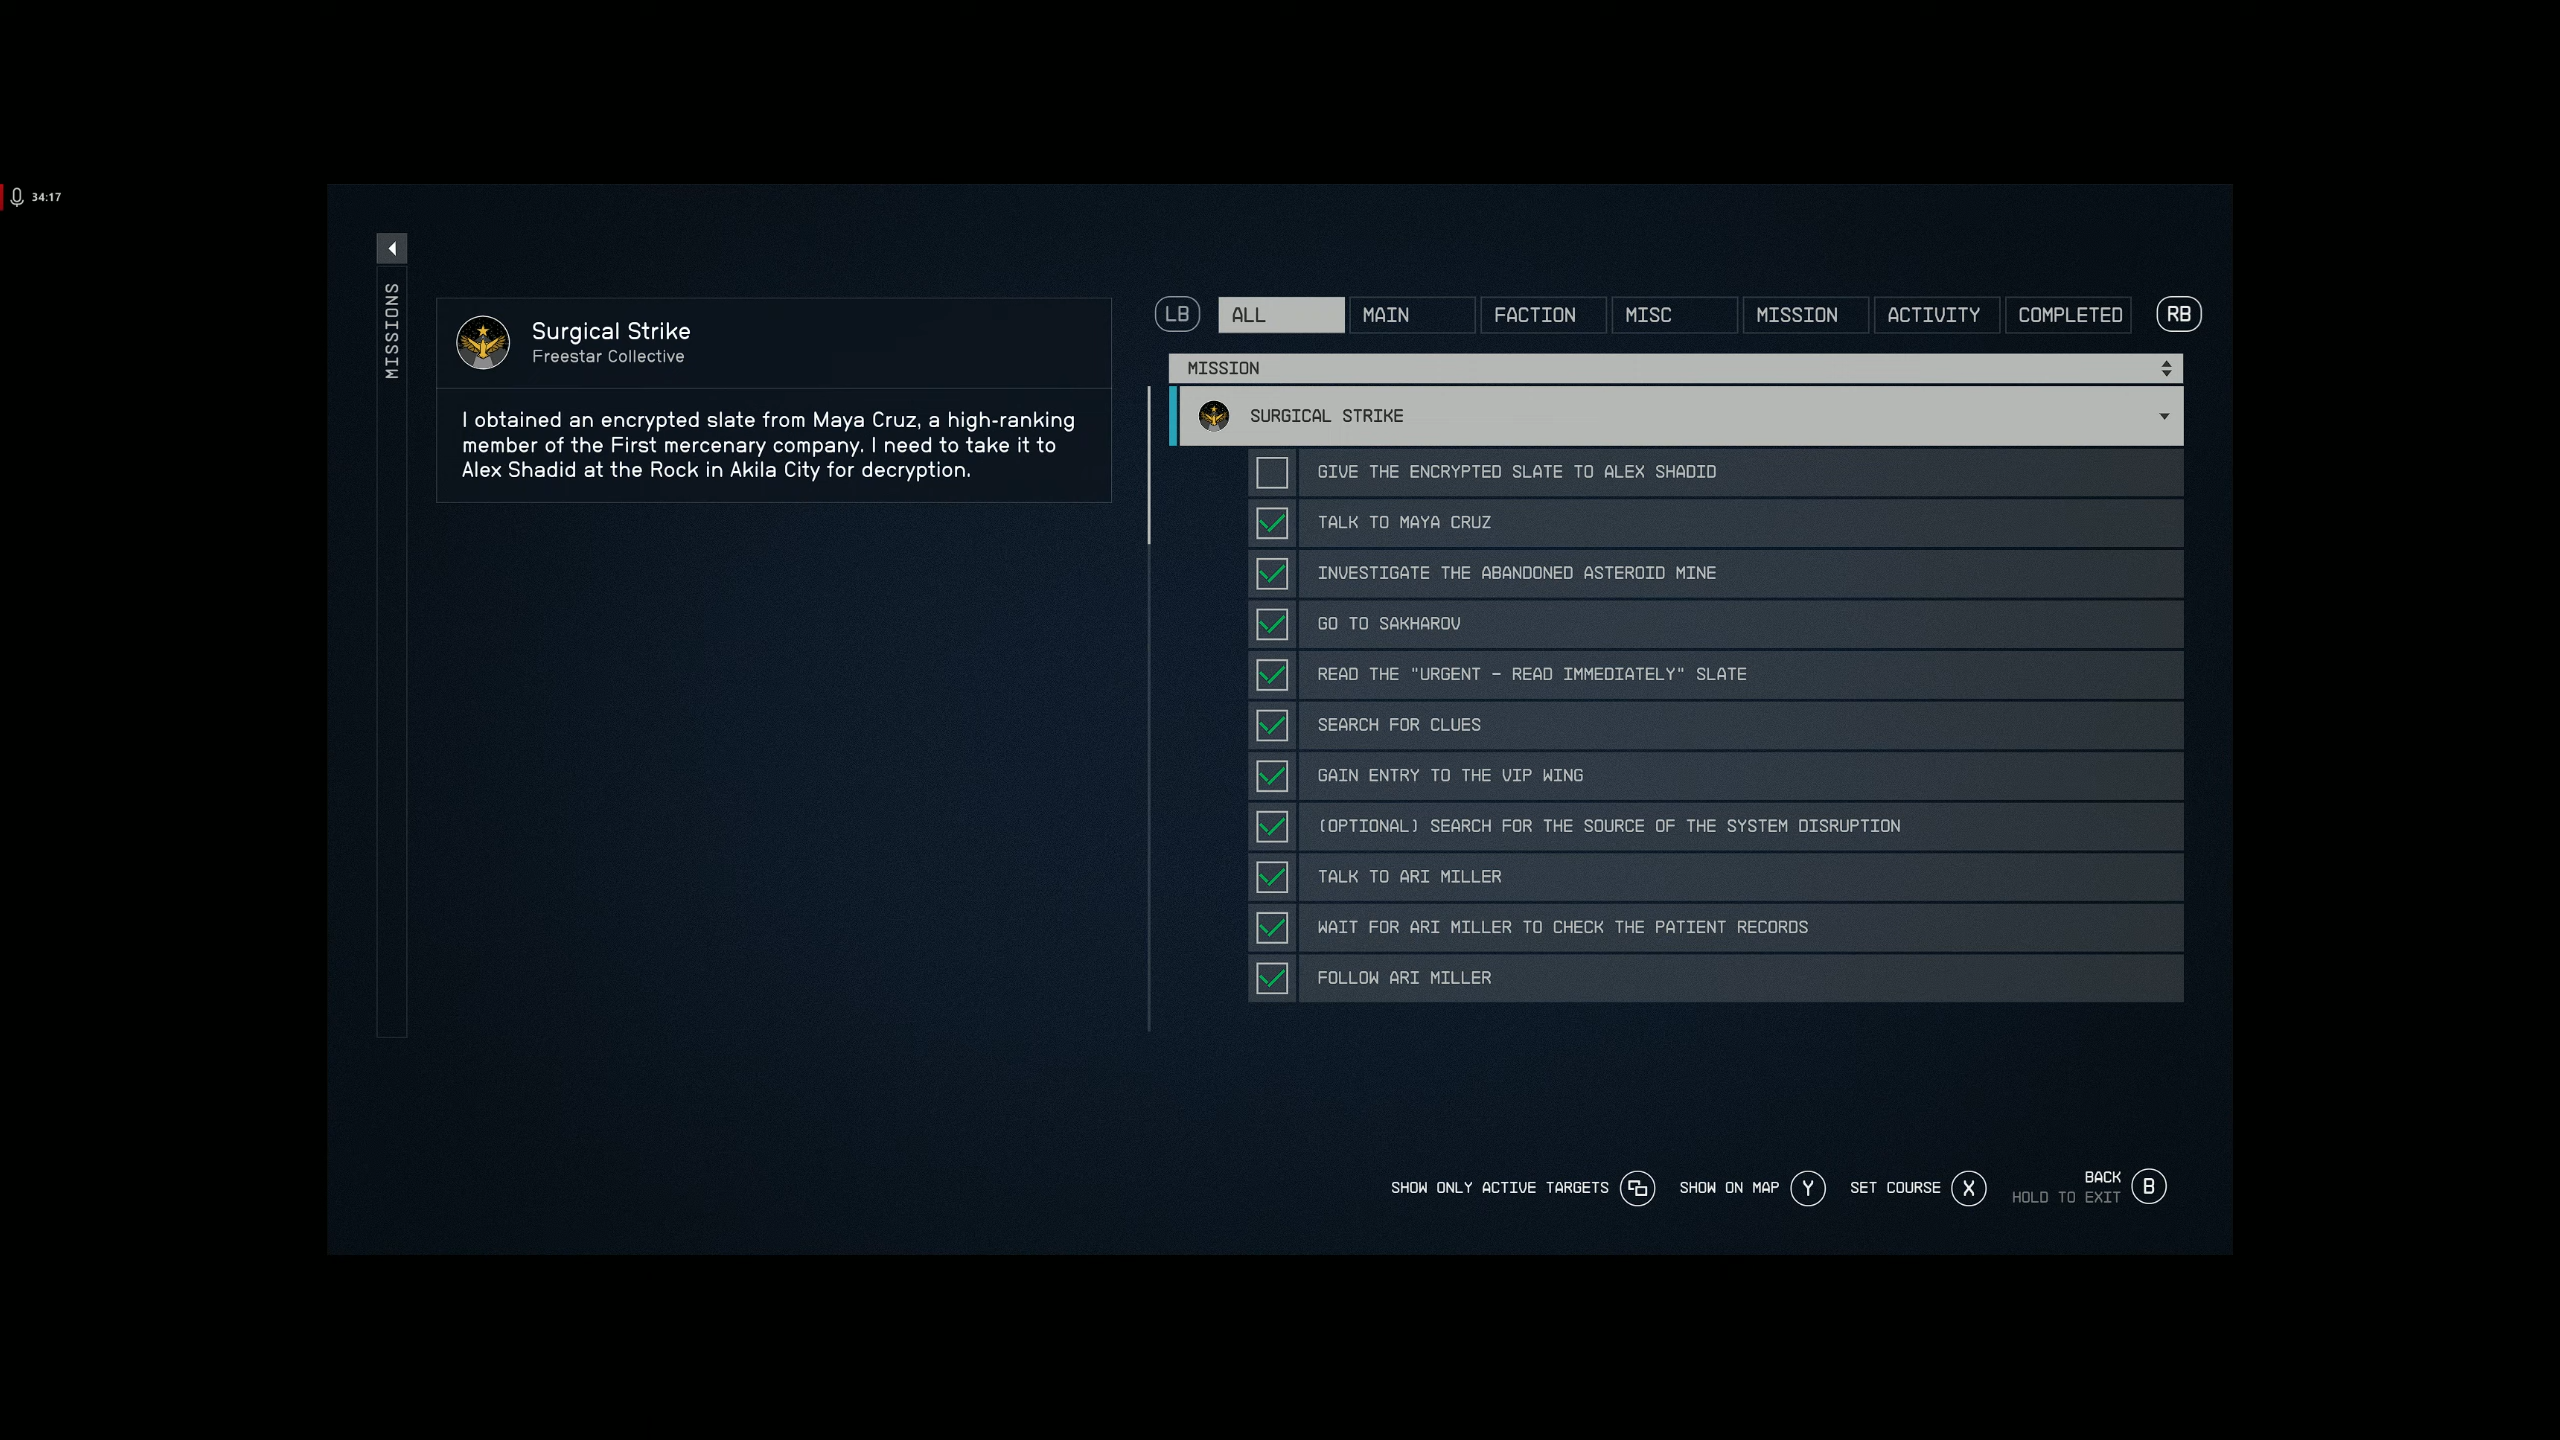 34:17
MISSIONS
Surgical Strike
Freestar Collective
I obtained an encrypted slate from Maya Cruz, a high-ranking
member of the First mercenary company. I need to take it to
Alex Shadid at the Rock in Akila City for decryption.
LB ALL MAIN FACTION MISC MISSION ACTIVITY COMPLETED RB
MISSION
SURGICAL STRIKE
GIVE THE ENCRYPTED SLATE TO ALEX SHADID
TALK TO MAYA CRUZ
INVESTIGATE THE ABANDONED ASTEROID MINE
GO TO SAKHAROV
READ THE "URGENT - READ IMMEDIATELY" SLATE
SEARCH FOR CLUES
GAIN ENTRY TO THE VIP WING
(OPTIONAL) SEARCH FOR THE SOURCE OF THE SYSTEM DISRUPTION
TALK TO ARI MILLER
WAIT FOR ARI MILLER TO CHECK THE PATIENT RECORDS
FOLLOW ARI MILLER
SHOW ONLY ACTIVE TARGETS SHOW ON MAP Y SET COURSE X BACK B
HOLD TO EXIT